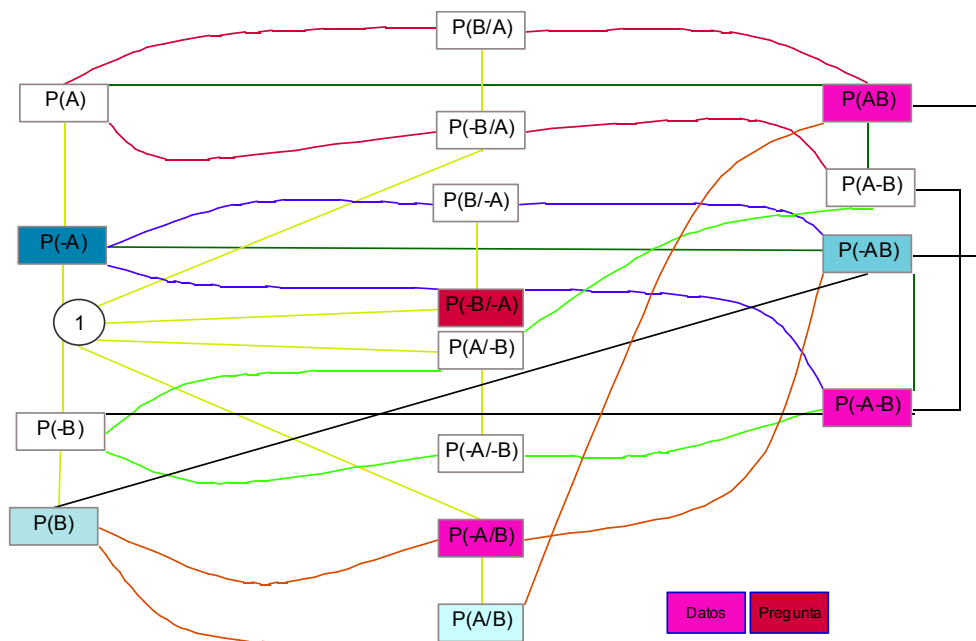 P(B/A)
P(A)
P(AB)
P(-B/A)
P(A-B)
P(B/-A)
P(-A)
P(-AB)
P(-B/-A)
1
P(A/-B)
P(-A-B)
P(-B)
P(-A/-B)
P(B)
P(-A/B)
P(A/B)
Datos
Pregunta